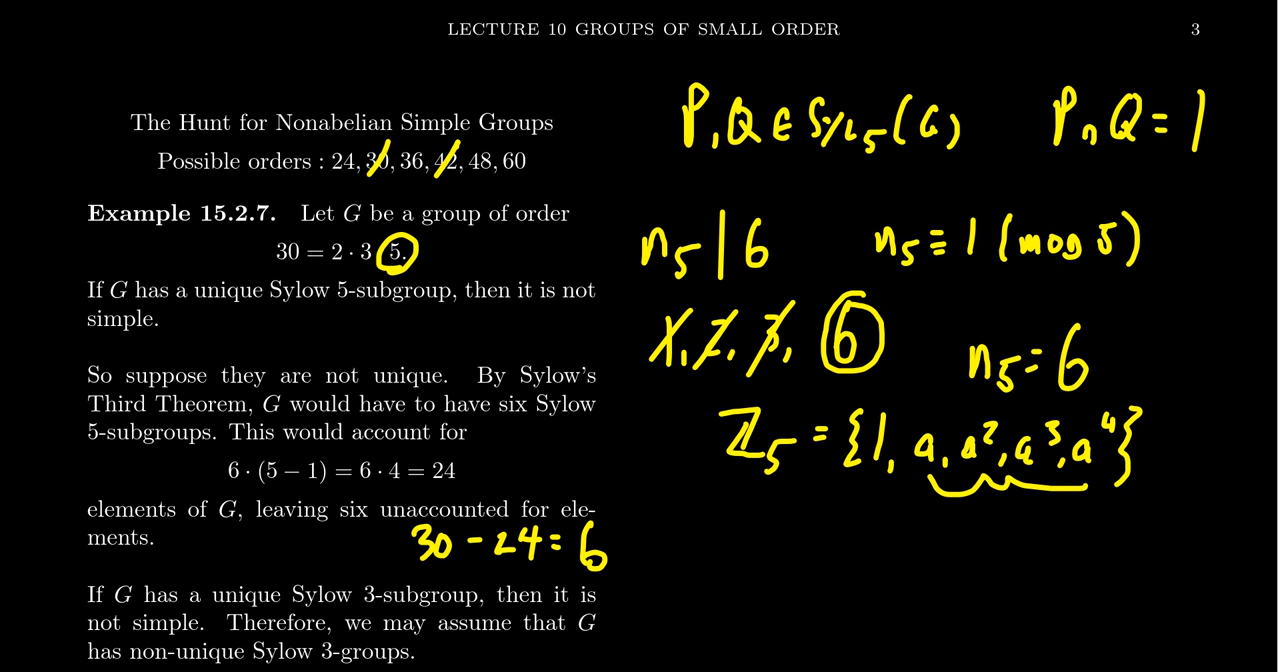 LECTURE 10 GROUPS OF SMALL ORDER 3
The Hunt for Nonabelian Simple Groups
Possible orders : 24, 30, 36, 42, 48, 60
Example 15.2.7. Let G be a group of order
30 = 2 · 3 · 5.
If G has a unique Sylow 5-subgroup, then it is not
simple.
So suppose they are not unique. By Sylow's
Third Theorem, G would have to have six Sylow
5-subgroups. This would account for
6 · (5 − 1) = 6 · 4 = 24
elements of G, leaving six unaccounted for ele-
ments.
30 - 24 = 6
If G has a unique Sylow 3-subgroup, then it is
not simple. Therefore, we may assume that G
has non-unique Sylow 3-groups.
P, Q ∈ Syl₅(G) P ∩ Q = 1
n₅ | 6 n₅ ≡ 1 (mod 5)
1, 2, 3, 6 n₅ = 6
ℤ₅ = {1, a, a², a³, a⁴}